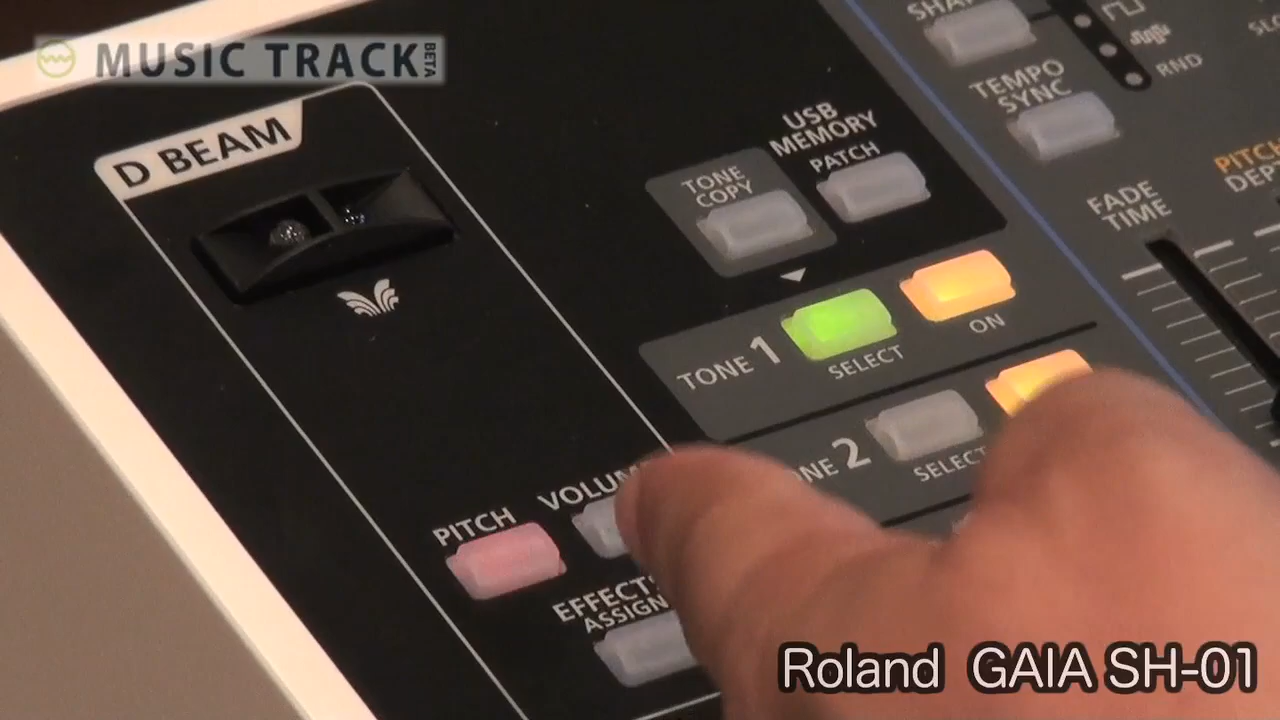 MUSIC TRACK BETA
D BEAM
USB
MEMORY
PATCH
TONE
COPY
TEMPO
SYNC
RND
FADE
TIME
TONE 1
SELECT
ON
2
SELECT
PITCH
EFFECTS
ASSIGN
Roland GAIA SH-01